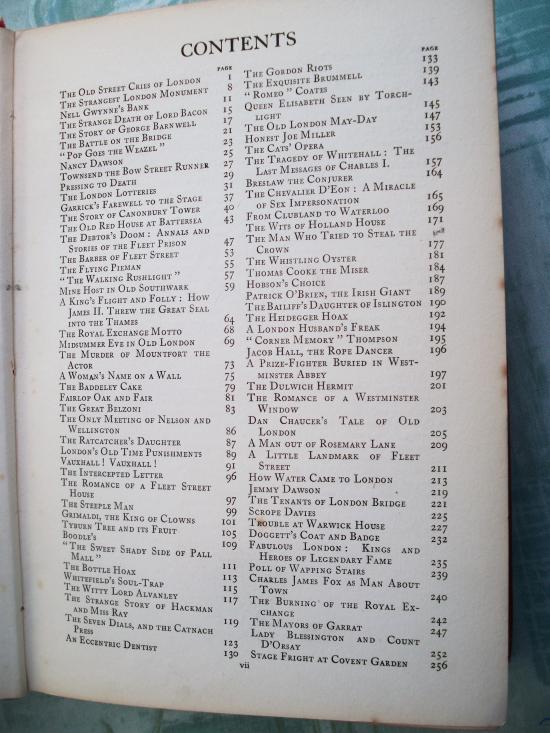 CONTENTS
PAGE
THE OLD STREET CRIES OF LONDON 1
THE STRANGEST LONDON MONUMENT 8
NELL GWYNNE'S BANK 11
THE STRANGE DEATH OF LORD BACON 15
THE STORY OF GEORGE BARNWELL 17
THE BATTLE ON THE BRIDGE 21
"POP GOES THE WEAZEL" 23
NANCY DAWSON 25
TOWNSEND THE BOW STREET RUNNER 27
PRESSING TO DEATH 29
THE LONDON LOTTERIES 31
GARRICK'S FAREWELL TO THE STAGE 37
THE STORY OF CANONBURY TOWER 40
THE OLD RED HOUSE AT BATTERSEA 43
THE DEBTOR'S DOOM : ANNALS AND
STORIES OF THE FLEET PRISON 47
THE BARBER OF FLEET STREET 53
THE FLYING PIEMAN 55
"THE WALKING RUSHLIGHT" 57
MINE HOST IN OLD SOUTHWARK 59
A KING'S FLIGHT AND FOLLY : HOW
JAMES II. THREW THE GREAT SEAL
INTO THE THAMES 64
THE ROYAL EXCHANGE MOTTO 68
MIDSUMMER EVE IN OLD LONDON 69
THE MURDER OF MOUNTFORT THE
ACTOR 73
A WOMAN'S NAME ON A WALL 75
THE BADDELEY CAKE 79
FAIRLOP OAK AND FAIR 81
THE GREAT BELZONI 83
THE ONLY MEETING OF NELSON AND
WELLINGTON 86
THE RATCATCHER'S DAUGHTER 87
LONDON'S OLD TIME PUNISHMENTS 89
VAUXHALL ! VAUXHALL ! 91
THE INTERCEPTED LETTER 96
THE ROMANCE OF A FLEET STREET
HOUSE 97
THE STEEPLE MAN 99
GRIMALDI, THE KING OF CLOWNS 101
TYBURN TREE AND ITS FRUIT 105
BOODLE'S 109
"THE SWEET SHADY SIDE OF PALL
MALL" 111
THE BOTTLE HOAX 113
WHITEFIELD'S SOUL-TRAP 115
THE WITTY LORD ALVANLEY 117
THE STRANGE STORY OF HACKMAN
AND MISS RAY 119
THE SEVEN DIALS, AND THE CATNACH
PRESS 123
AN ECCENTRIC DENTIST 130
PAGE
THE GORDON RIOTS 133
THE EXQUISITE BRUMMELL 139
"ROMEO" COATES 143
QUEEN ELISABETH SEEN BY TORCH-
LIGHT 145
THE OLD LONDON MAY-DAY 147
HONEST JOE MILLER 153
THE CATS' OPERA 156
THE TRAGEDY OF WHITEHALL : THE
LAST MESSAGES OF CHARLES I. 157
BRESLAW THE CONJURER 164
THE CHEVALIER D'EON : A MIRACLE
OF SEX IMPERSONATION 165
FROM CLUBLAND TO WATERLOO 169
THE WITS OF HOLLAND HOUSE 171
THE MAN WHO TRIED TO STEAL THE
CROWN 177
THE WHISTLING OYSTER 181
THOMAS COOKE THE MISER 184
HOBSON'S CHOICE 187
PATRICK O'BRIEN, THE IRISH GIANT 189
THE BAILIFF'S DAUGHTER OF ISLINGTON 190
THE HEIDEGGER HOAX 192
A LONDON HUSBAND'S FREAK 194
"CORNER MEMORY" THOMPSON 195
JACOB HALL, THE ROPE DANCER 196
A PRIZE-FIGHTER BURIED IN WEST-
MINSTER ABBEY 197
THE DULWICH HERMIT 201
THE ROMANCE OF A WESTMINSTER
WINDOW 203
DAN CHAUCER'S TALE OF OLD
LONDON 205
A MAN OUT OF ROSEMARY LANE 209
A LITTLE LANDMARK OF FLEET
STREET 211
HOW WATER CAME TO LONDON 213
JEMMY DAWSON 219
THE TENANTS OF LONDON BRIDGE 221
SCROPE DAVIES 225
TROUBLE AT WARWICK HOUSE 227
DOGGETT'S COAT AND BADGE 232
FABULOUS LONDON : KINGS AND
HEROES OF LEGENDARY FAME 235
POLL OF WAPPING STAIRS 239
CHARLES JAMES FOX AS MAN ABOUT
TOWN 240
THE BURNING OF THE ROYAL EX-
CHANGE 242
THE MAYORS OF GARRAT 247
LADY BLESSINGTON AND COUNT
D'ORSAY 252
STAGE FRIGHT AT COVENT GARDEN 256
vii